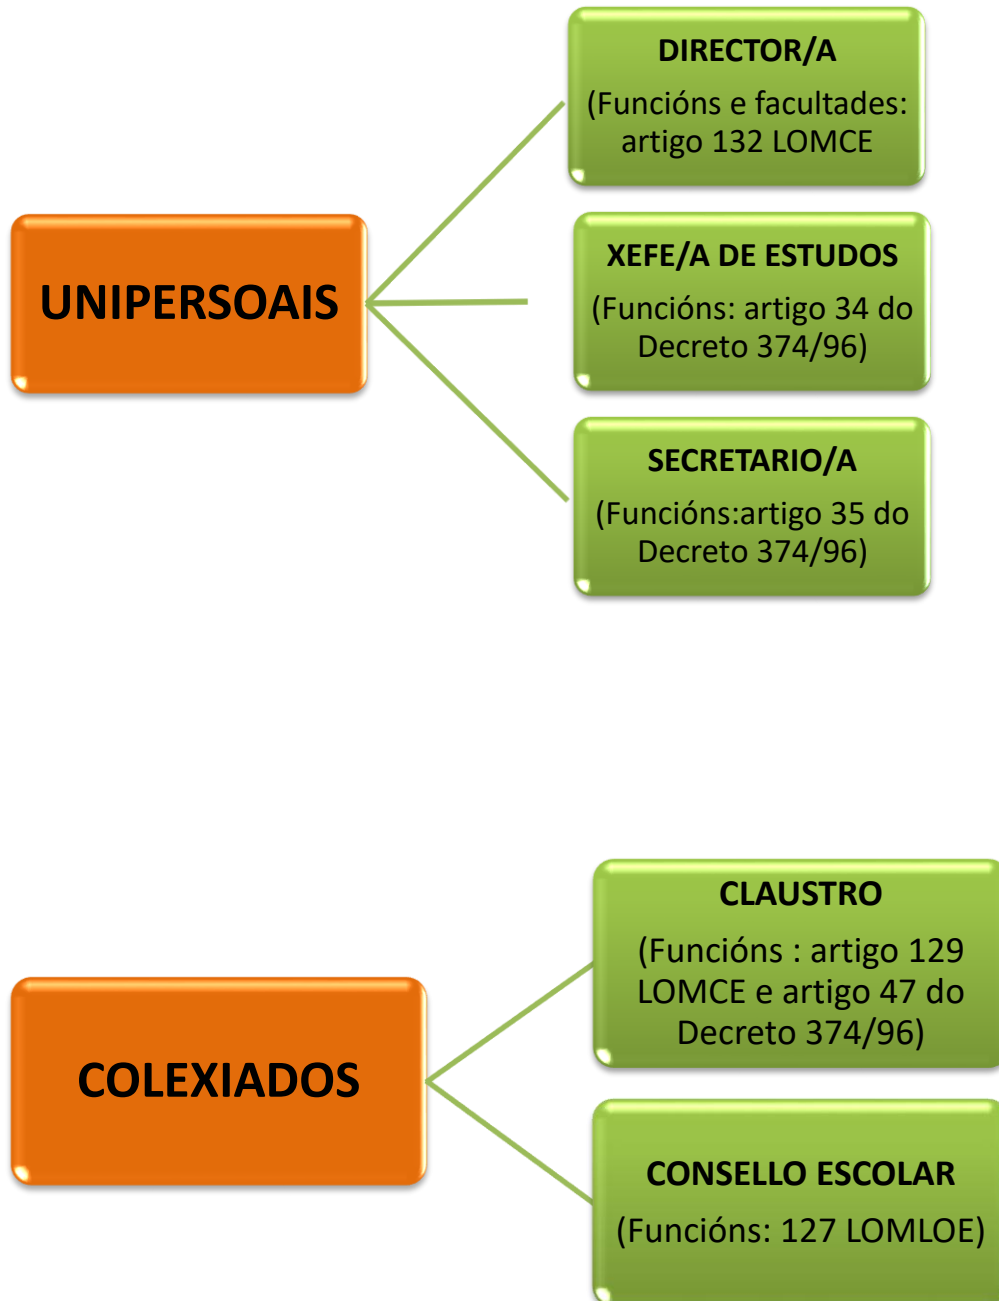 UNIPERSOAIS
DIRECTOR/A
(Funcións e facultades:
artigo 132 LOMCE
XEFE/A DE ESTUDOS
(Funcións: artigo 34 do
Decreto 374/96)
SECRETARIO/A
(Funcións:artigo 35 do
Decreto 374/96)
COLEXIADOS
CLAUSTRO
(Funcións : artigo 129
LOMCE e artigo 47 do
Decreto 374/96)
CONSELLO ESCOLAR
(Funcións: 127 LOMLOE)